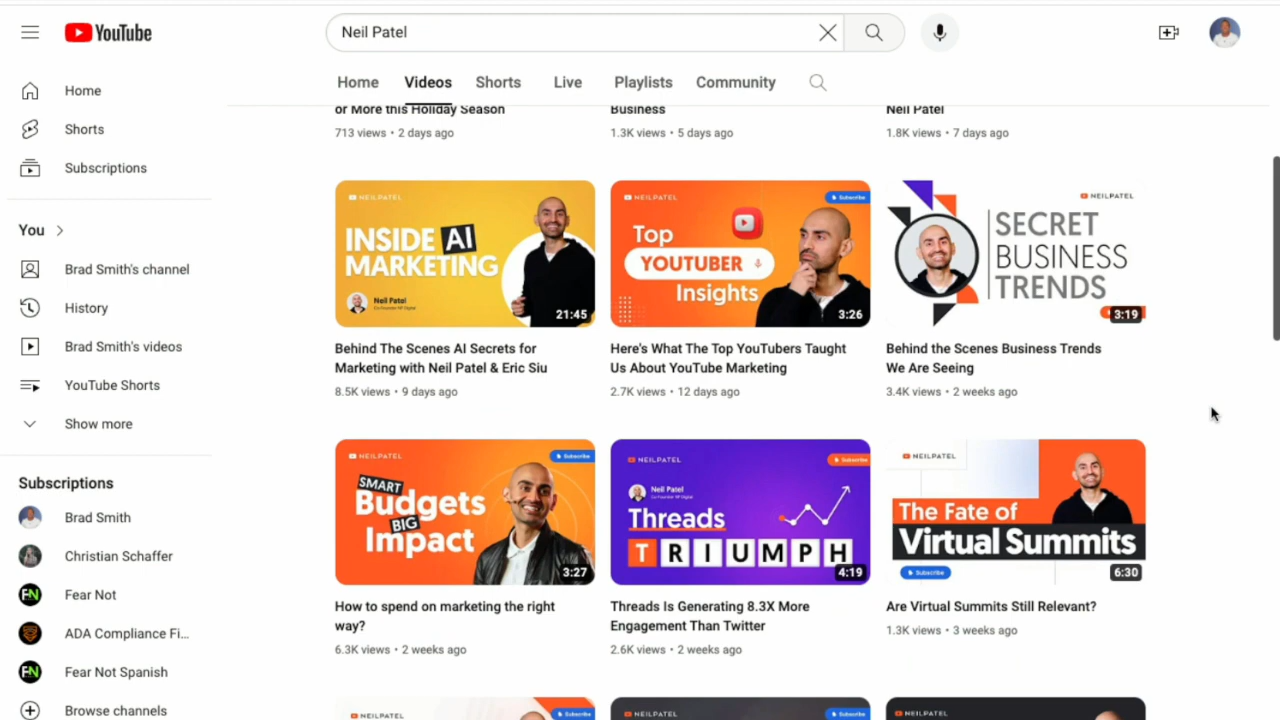 YouTube
Neil Patel
Home
Videos
Shorts
Live
Playlists
Community
Home
Shorts
Subscriptions
You
Brad Smith's channel
History
Brad Smith's videos
YouTube Shorts
Show more
Subscriptions
Brad Smith
Christian Schaffer
Fear Not
ADA Compliance Fi...
Fear Not Spanish
Browse channels
or More this Holiday Season
713 views • 2 days ago
Business
1.3K views • 5 days ago
Neil Patel
1.8K views • 7 days ago
NEILPATEL
INSIDE AI
MARKETING
Neil Patel
21:45
Behind The Scenes AI Secrets for
Marketing with Neil Patel & Eric Siu
8.5K views • 9 days ago
NEILPATEL
Subscribe
Top
YOUTUBER
Insights
3:26
Here's What The Top YouTubers Taught
Us About YouTube Marketing
2.7K views • 12 days ago
NEILPATEL
SECRET
BUSINESS
TRENDS
3:19
Behind the Scenes Business Trends
We Are Seeing
3.4K views • 2 weeks ago
NEILPATEL
Subscribe
SMART
Budgets
BIG
Impact
3:27
How to spend on marketing the right
way?
6.3K views • 2 weeks ago
NEILPATEL
Subscribe
Neil Patel
Threads
TRIUMPH
4:19
Threads Is Generating 8.3X More
Engagement Than Twitter
2.6K views • 2 weeks ago
NEILPATEL
The Fate of
Virtual Summits
Subscribe
6:30
Are Virtual Summits Still Relevant?
1.3K views • 3 weeks ago
NEILPATEL
Subscribe
NEILPATEL
Subscribe
NEILPATEL